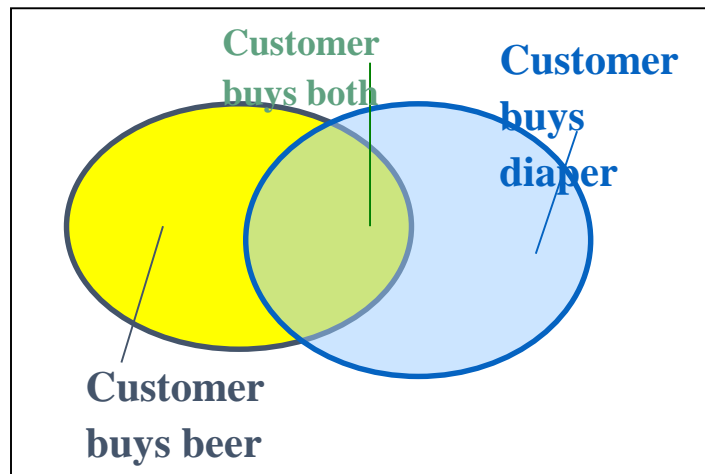 Customer
buys both
Customer
buys
diaper
Customer
buys beer